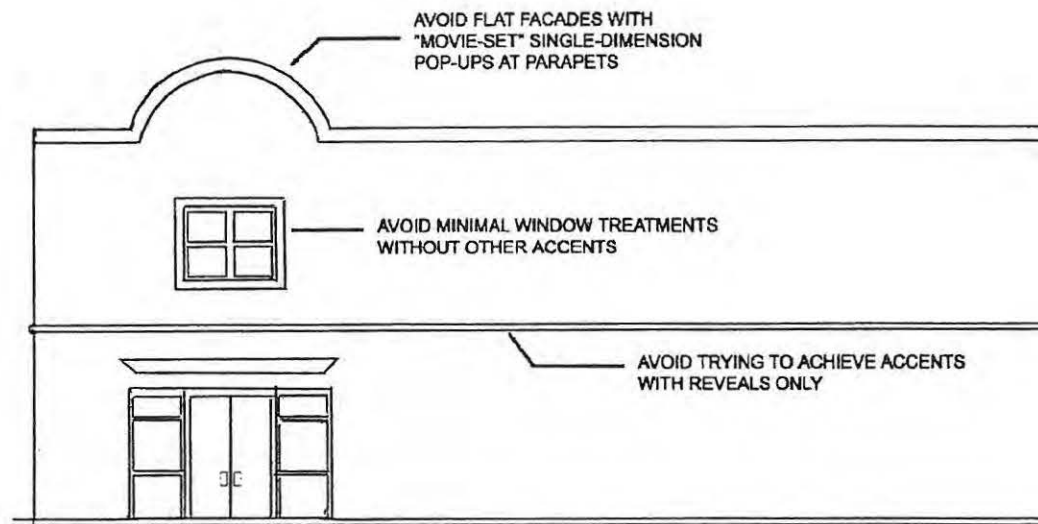 AVOID FLAT FACADES WITH
"MOVIE-SET" SINGLE-DIMENSION
POP-UPS AT PARAPETS
AVOID MINIMAL WINDOW TREATMENTS
WITHOUT OTHER ACCENTS
AVOID TRYING TO ACHIEVE ACCENTS
WITH REVEALS ONLY